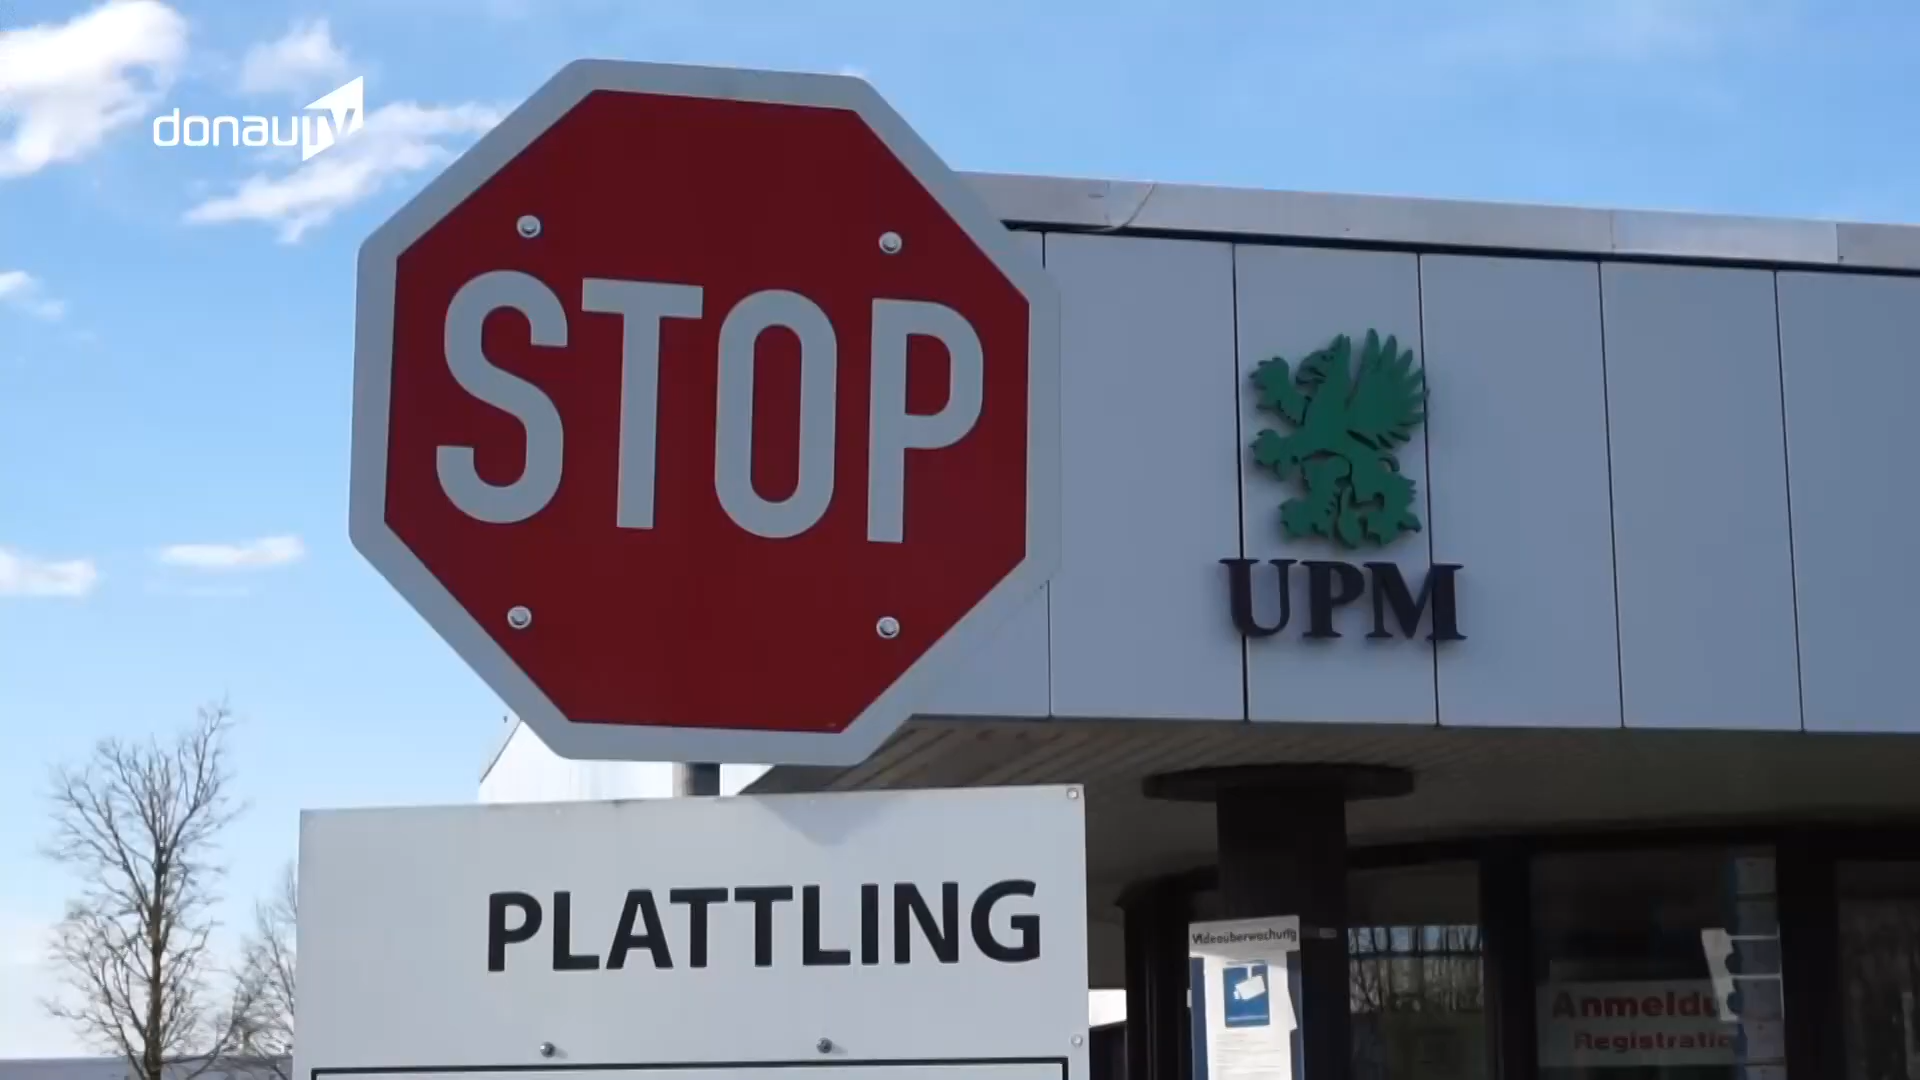 donauTV
STOP
UPM
PLATTLING
Videoüberwachung